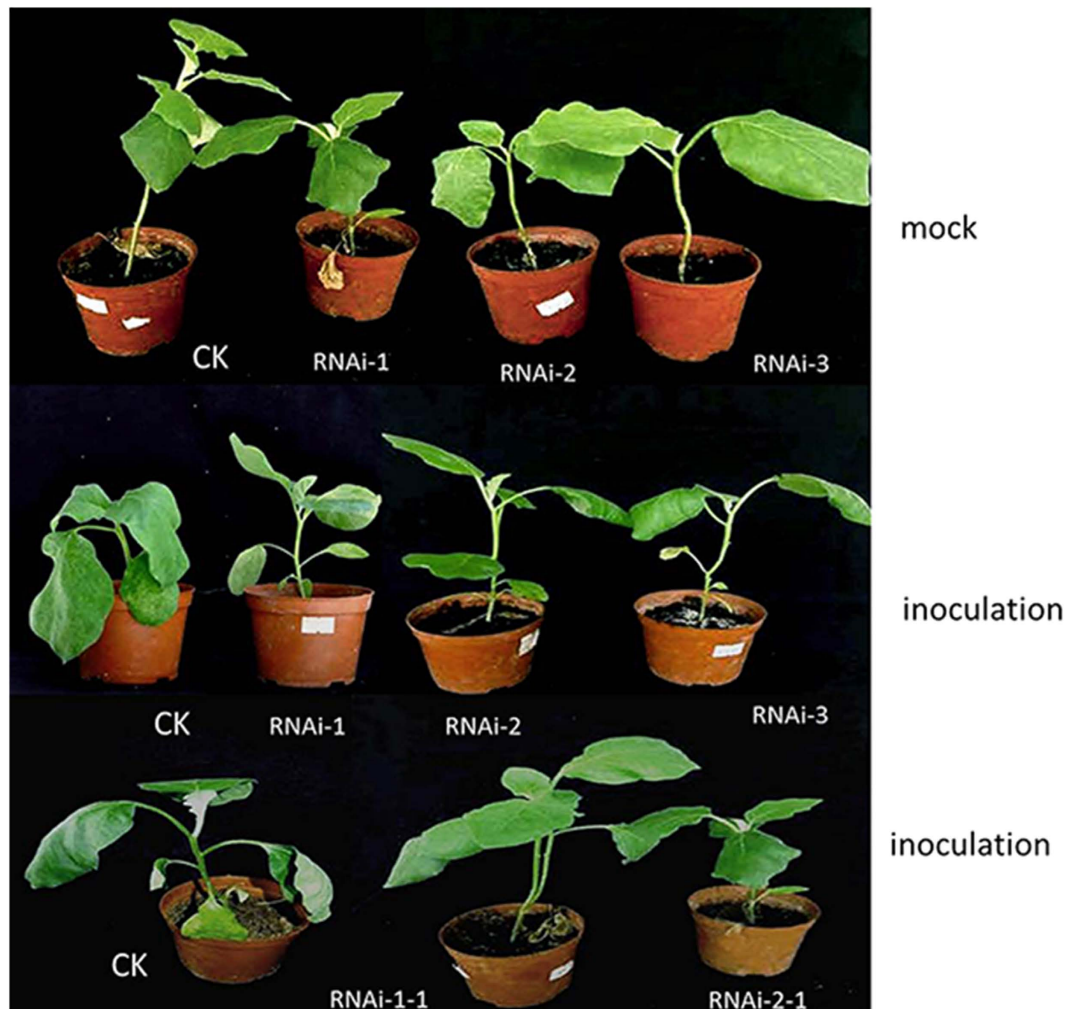 mock
CK
RNAi-1
RNAi-2
RNAi-3
inoculation
CK
RNAi-1
RNAi-2
RNAi-3
inoculation
CK
RNAi-1-1
RNAi-2-1